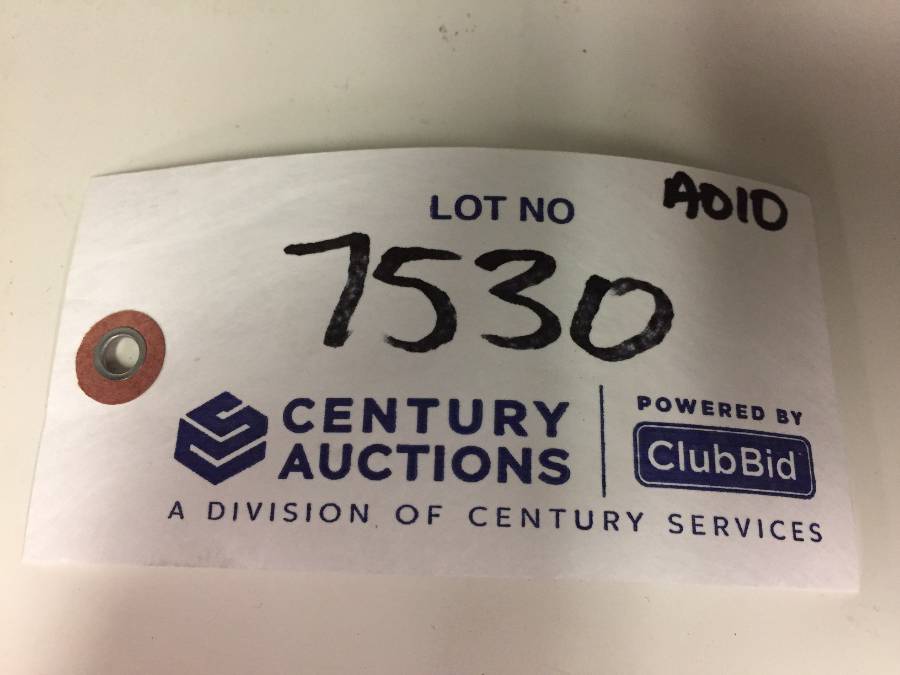 LOT NO
A010
7530
CENTURY
AUCTIONS
POWERED BY
ClubBid
A DIVISION OF CENTURY SERVICES